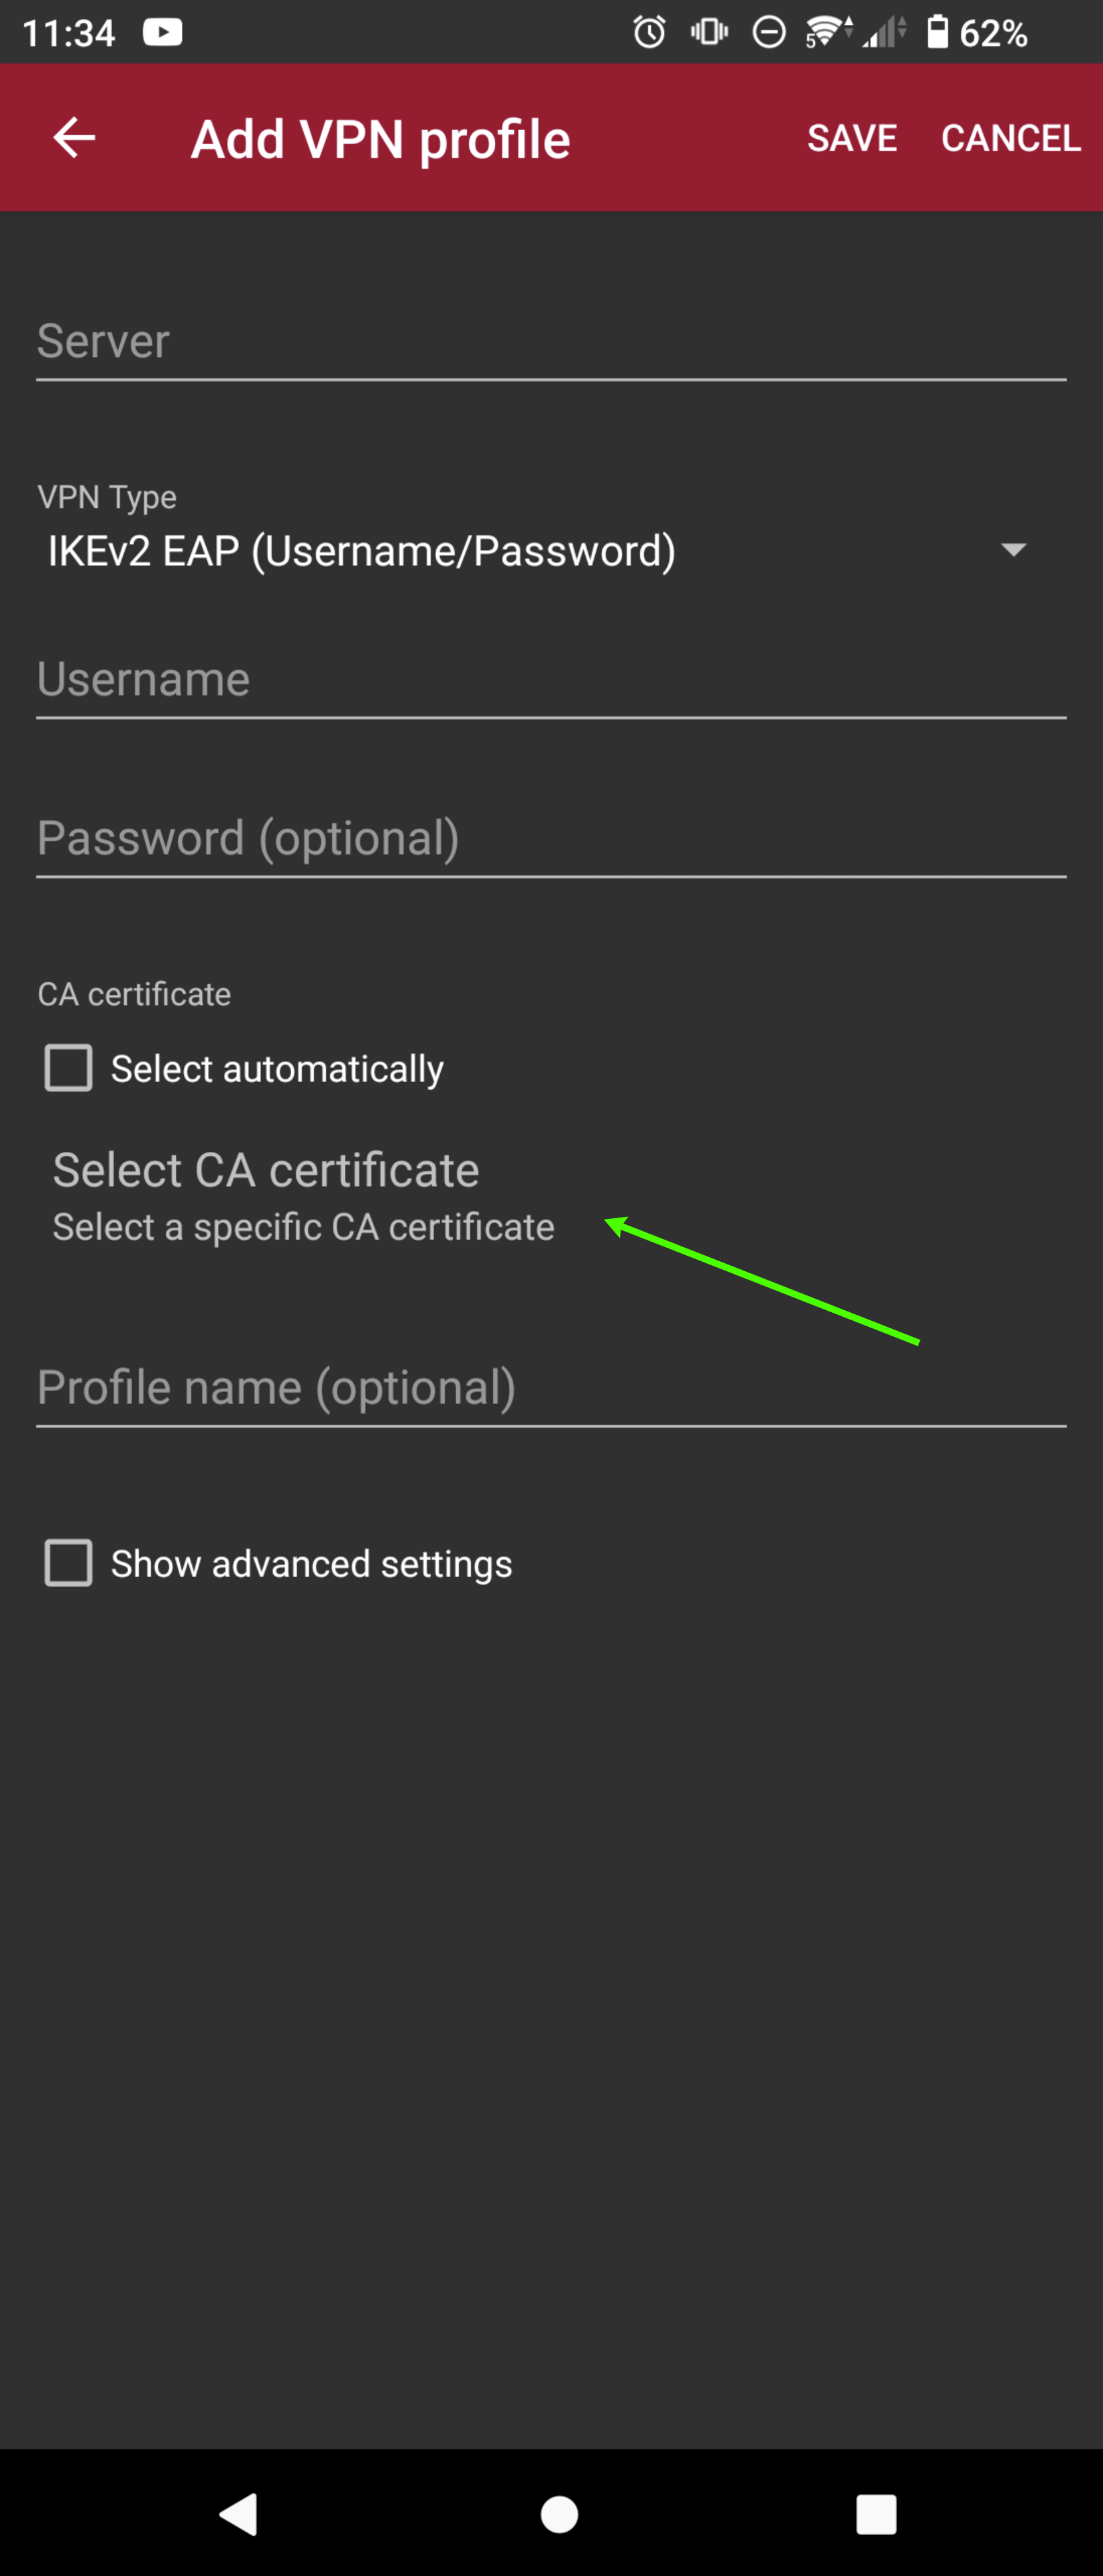 11:34
5
62%
Add VPN profile
SAVE
CANCEL
Server
VPN Type
IKEv2 EAP (Username/Password)
Username
Password (optional)
CA certificate
Select automatically
Select CA certificate
Select a specific CA certificate
Profile name (optional)
Show advanced settings